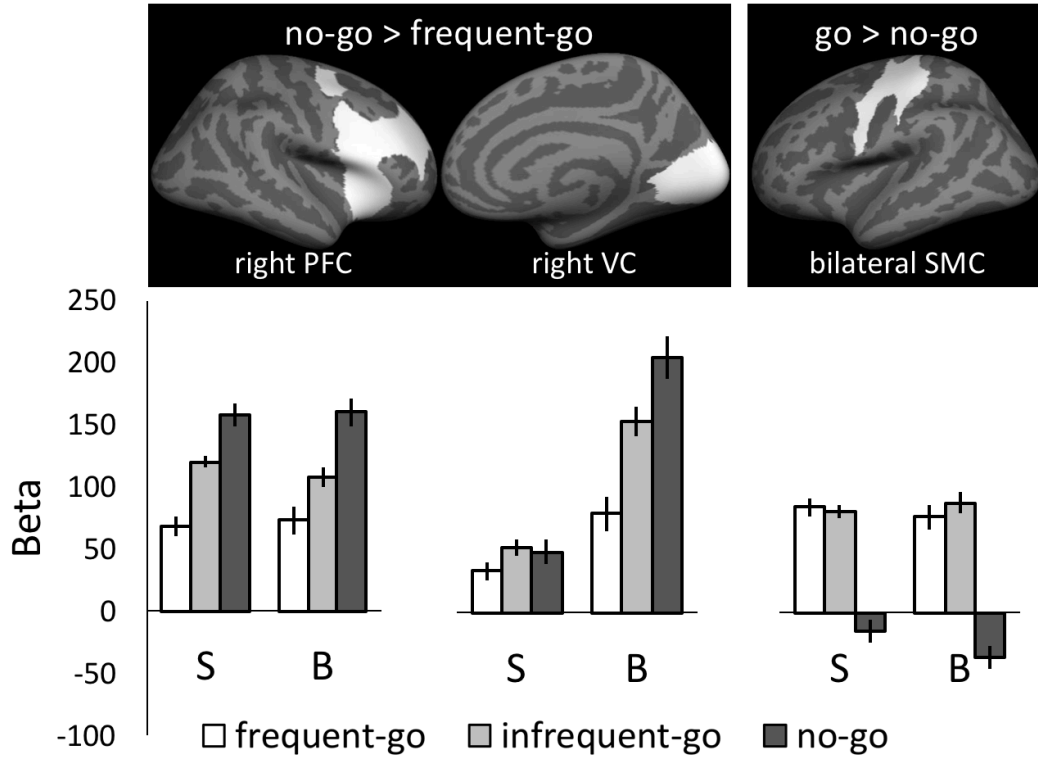 no-go > frequent-go
go > no-go
right PFC
right VC
bilateral SMC
250
200
150
100
50
0
-50
-100
Beta
S
B
S
B
S
B
frequent-go
infrequent-go
no-go